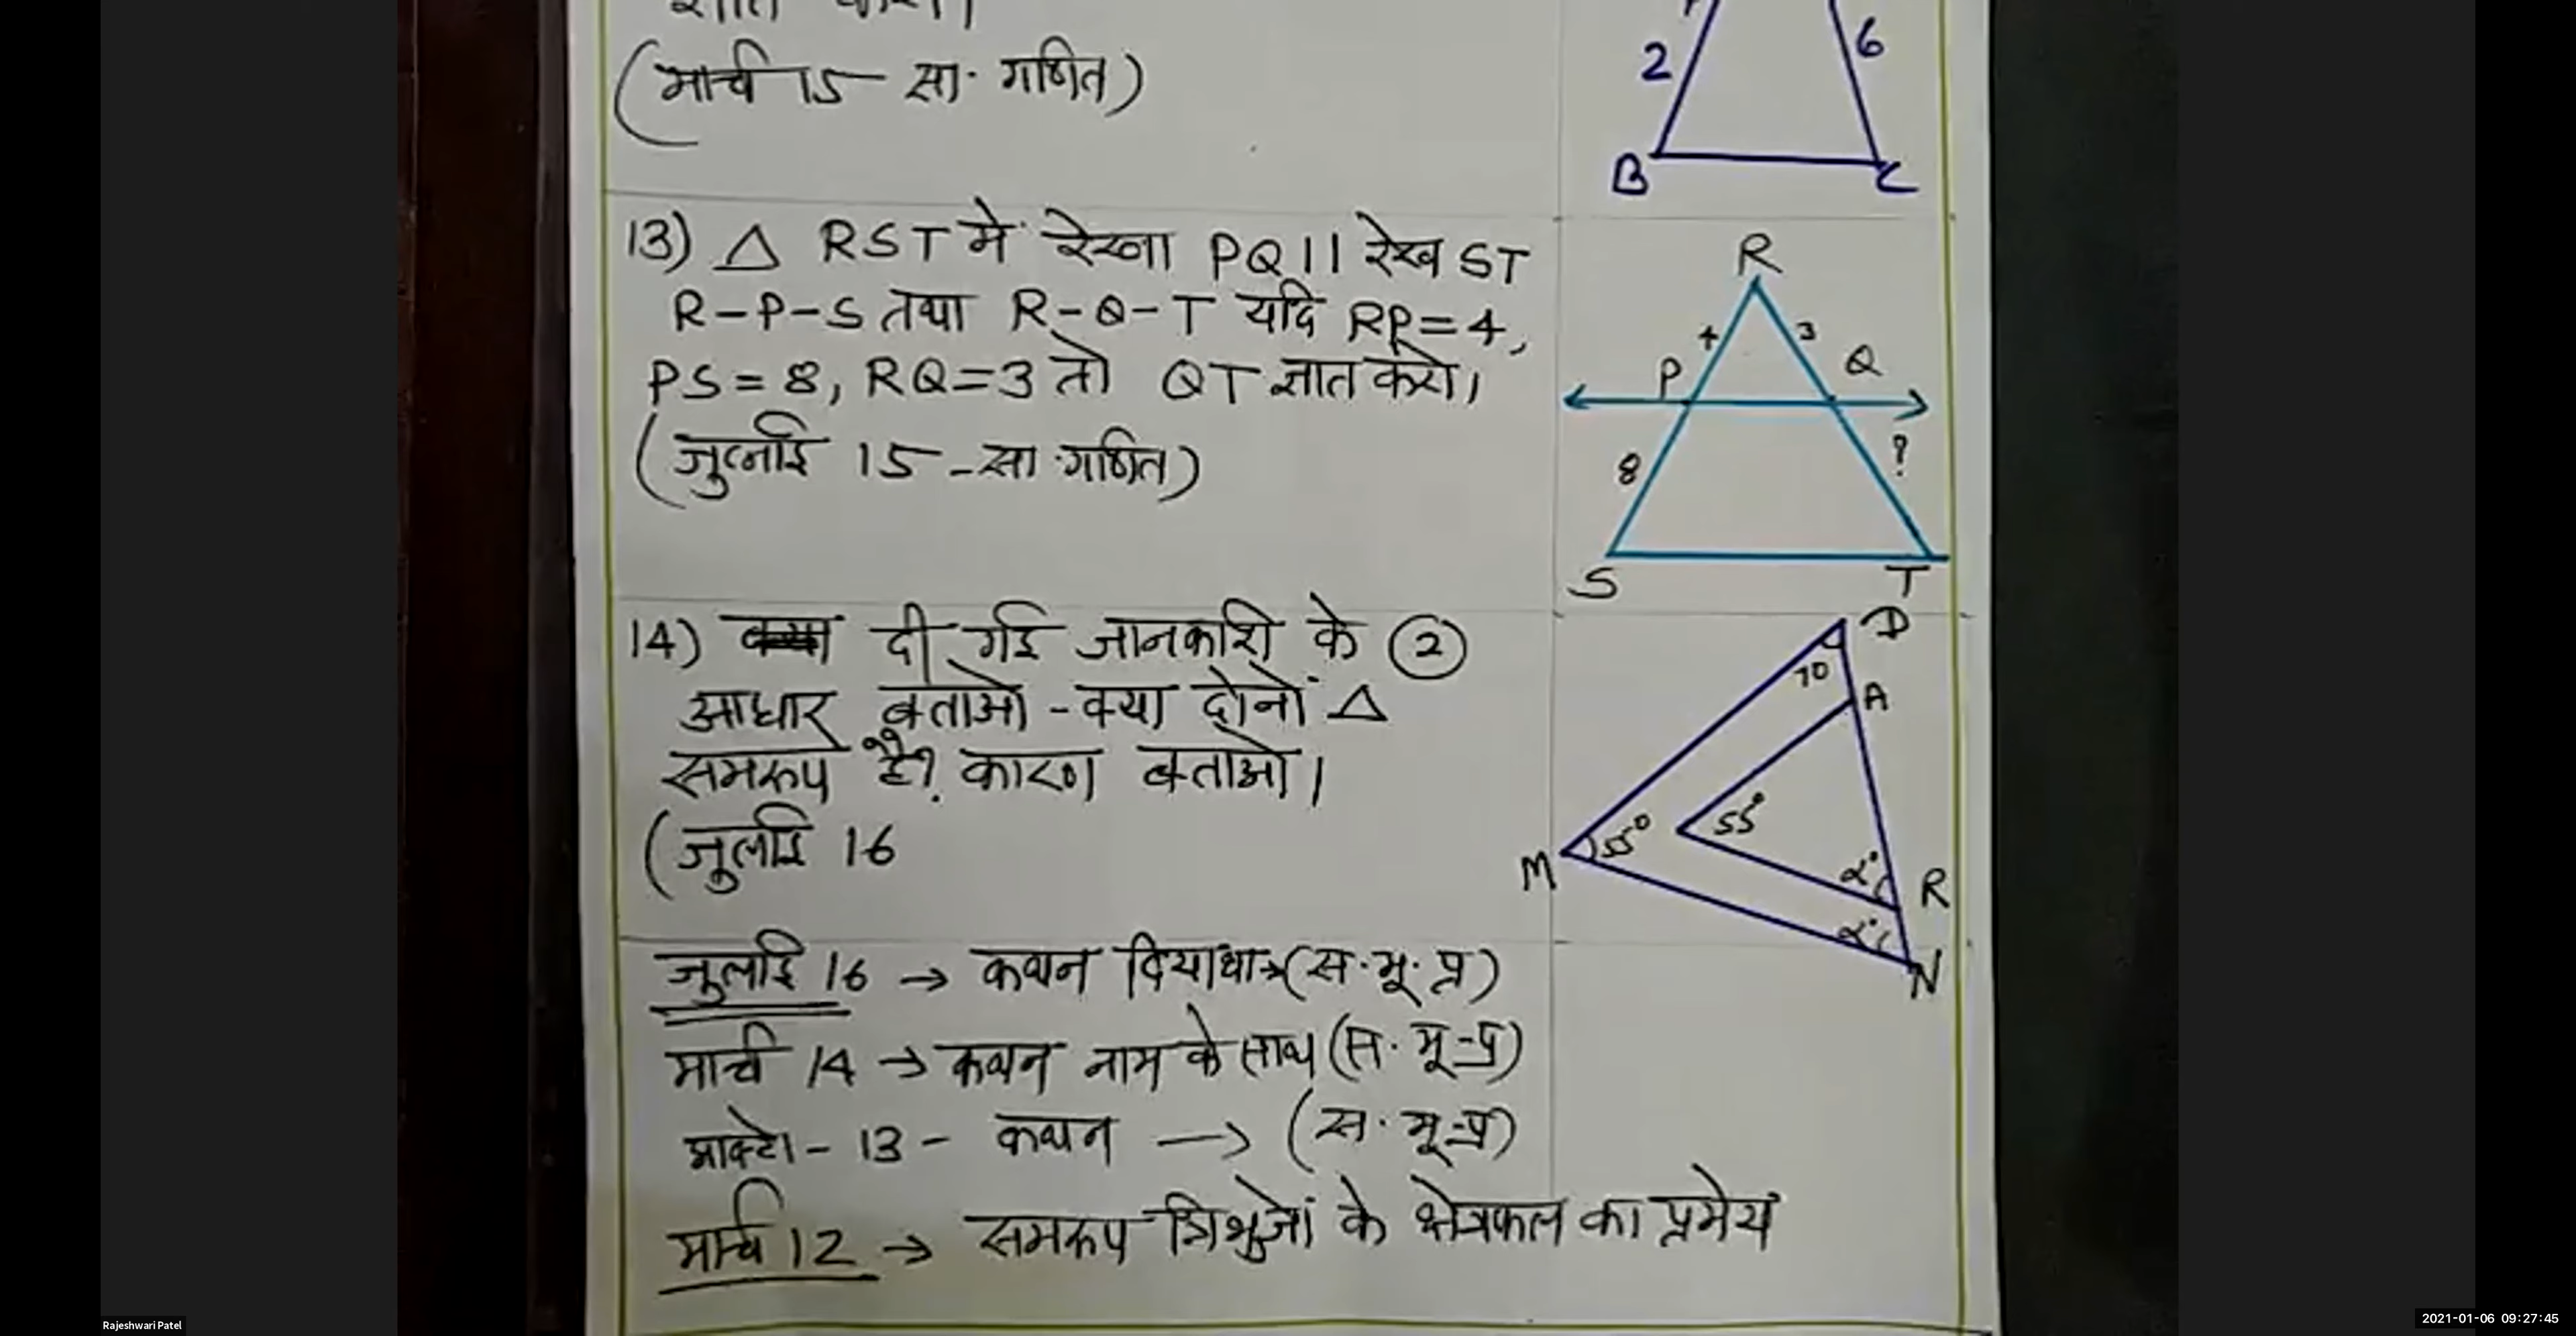 (मार्च 15 - सा. गणित)
2
6
B
C
13) △ RST में रेखा PQ || रेख ST
R-P-S तथा R-Q-T यदि RP=4,
PS=8, RQ=3 तो QT ज्ञात करो।
(जुलाई 15 - सा. गणित)
R
4
3
P
Q
8
?
S
T
14) दी गई जानकारी के ②
आधार बताओ - क्या दोनों △
समरूप है? कारण बताओ।
(जुलाई 16
D
70
A
M
55°
55°
R
N
जुलाई 16 → कथन दिया था (स. भू. प्र)
मार्च 14 → कथन नाम के साथ (स. भू-प्र)
आक्टो - 13 - कथन → (स. भू-प्र)
मार्च 12 → समरूप त्रिभुजों के क्षेत्रफल का प्रमेय
Rajeshwari Patel
2021-01-06 09:27:45